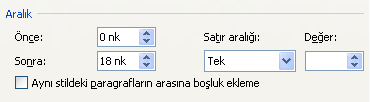 Aralık
Önce: 0 nk Satır aralığı: Değer:
Sonra: 18 nk Tek
Aynı stildeki paragrafların arasına boşluk ekleme